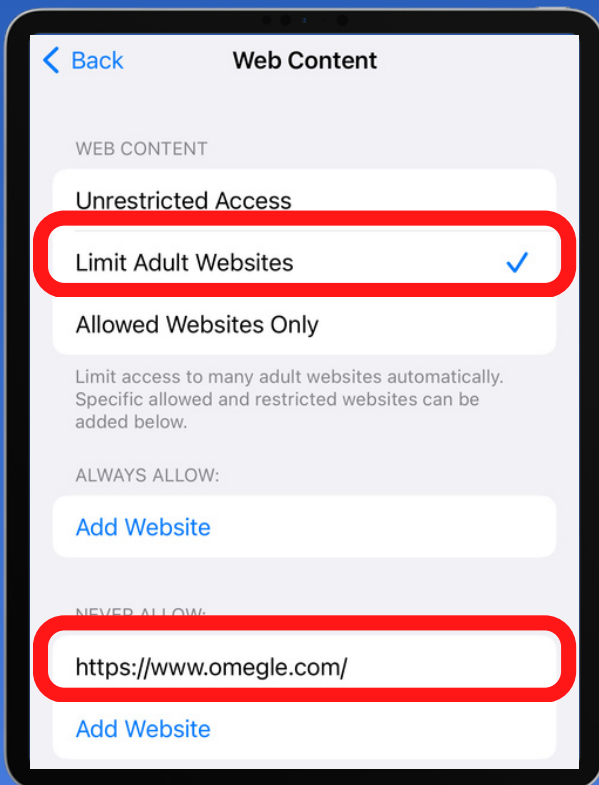 Back
Web Content
WEB CONTENT
Unrestricted Access
Limit Adult Websites
Allowed Websites Only
Limit access to many adult websites automatically.
Specific allowed and restricted websites can be
added below.
ALWAYS ALLOW:
Add Website
NEVER ALLOW:
https://www.omegle.com/
Add Website